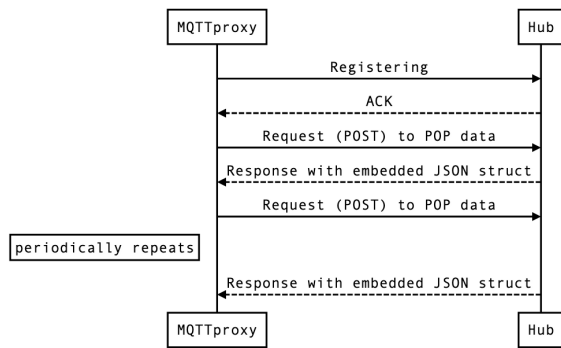 MQTTproxy
Hub
Registering
ACK
Request (POST) to POP data
Response with embedded JSON struct
Request (POST) to POP data
periodically repeats
Response with embedded JSON struct
MQTTproxy
Hub